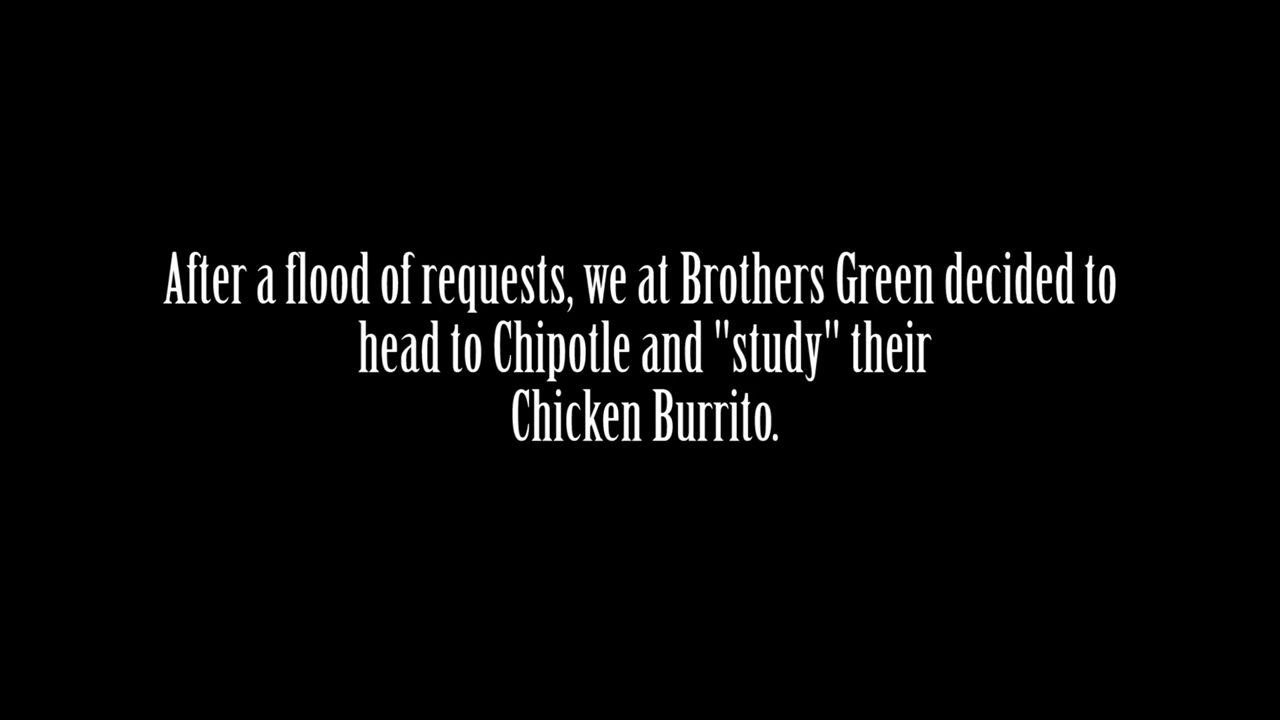 After a flood of requests, we at Brothers Green decided to
head to Chipotle and "study" their
Chicken Burrito.